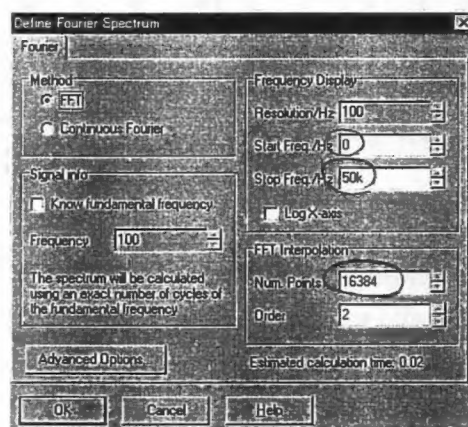 Define Fourier Spectrum
Fourier
Method
FFT
Continuous Fourier
Signal info
Know fundamental frequency
Frequency 100
The spectrum will be calculated
using an exact number of cycles of
the fundamental frequency
Advanced Options...
Frequency Display
Resolution/Hz 100
Start Freq./Hz 0
Stop Freq./Hz 50k
Log X-axis
FFT Interpolation
Num. Points 16384
Order 2
Estimated calculation time: 0.02
OK
Cancel
Help